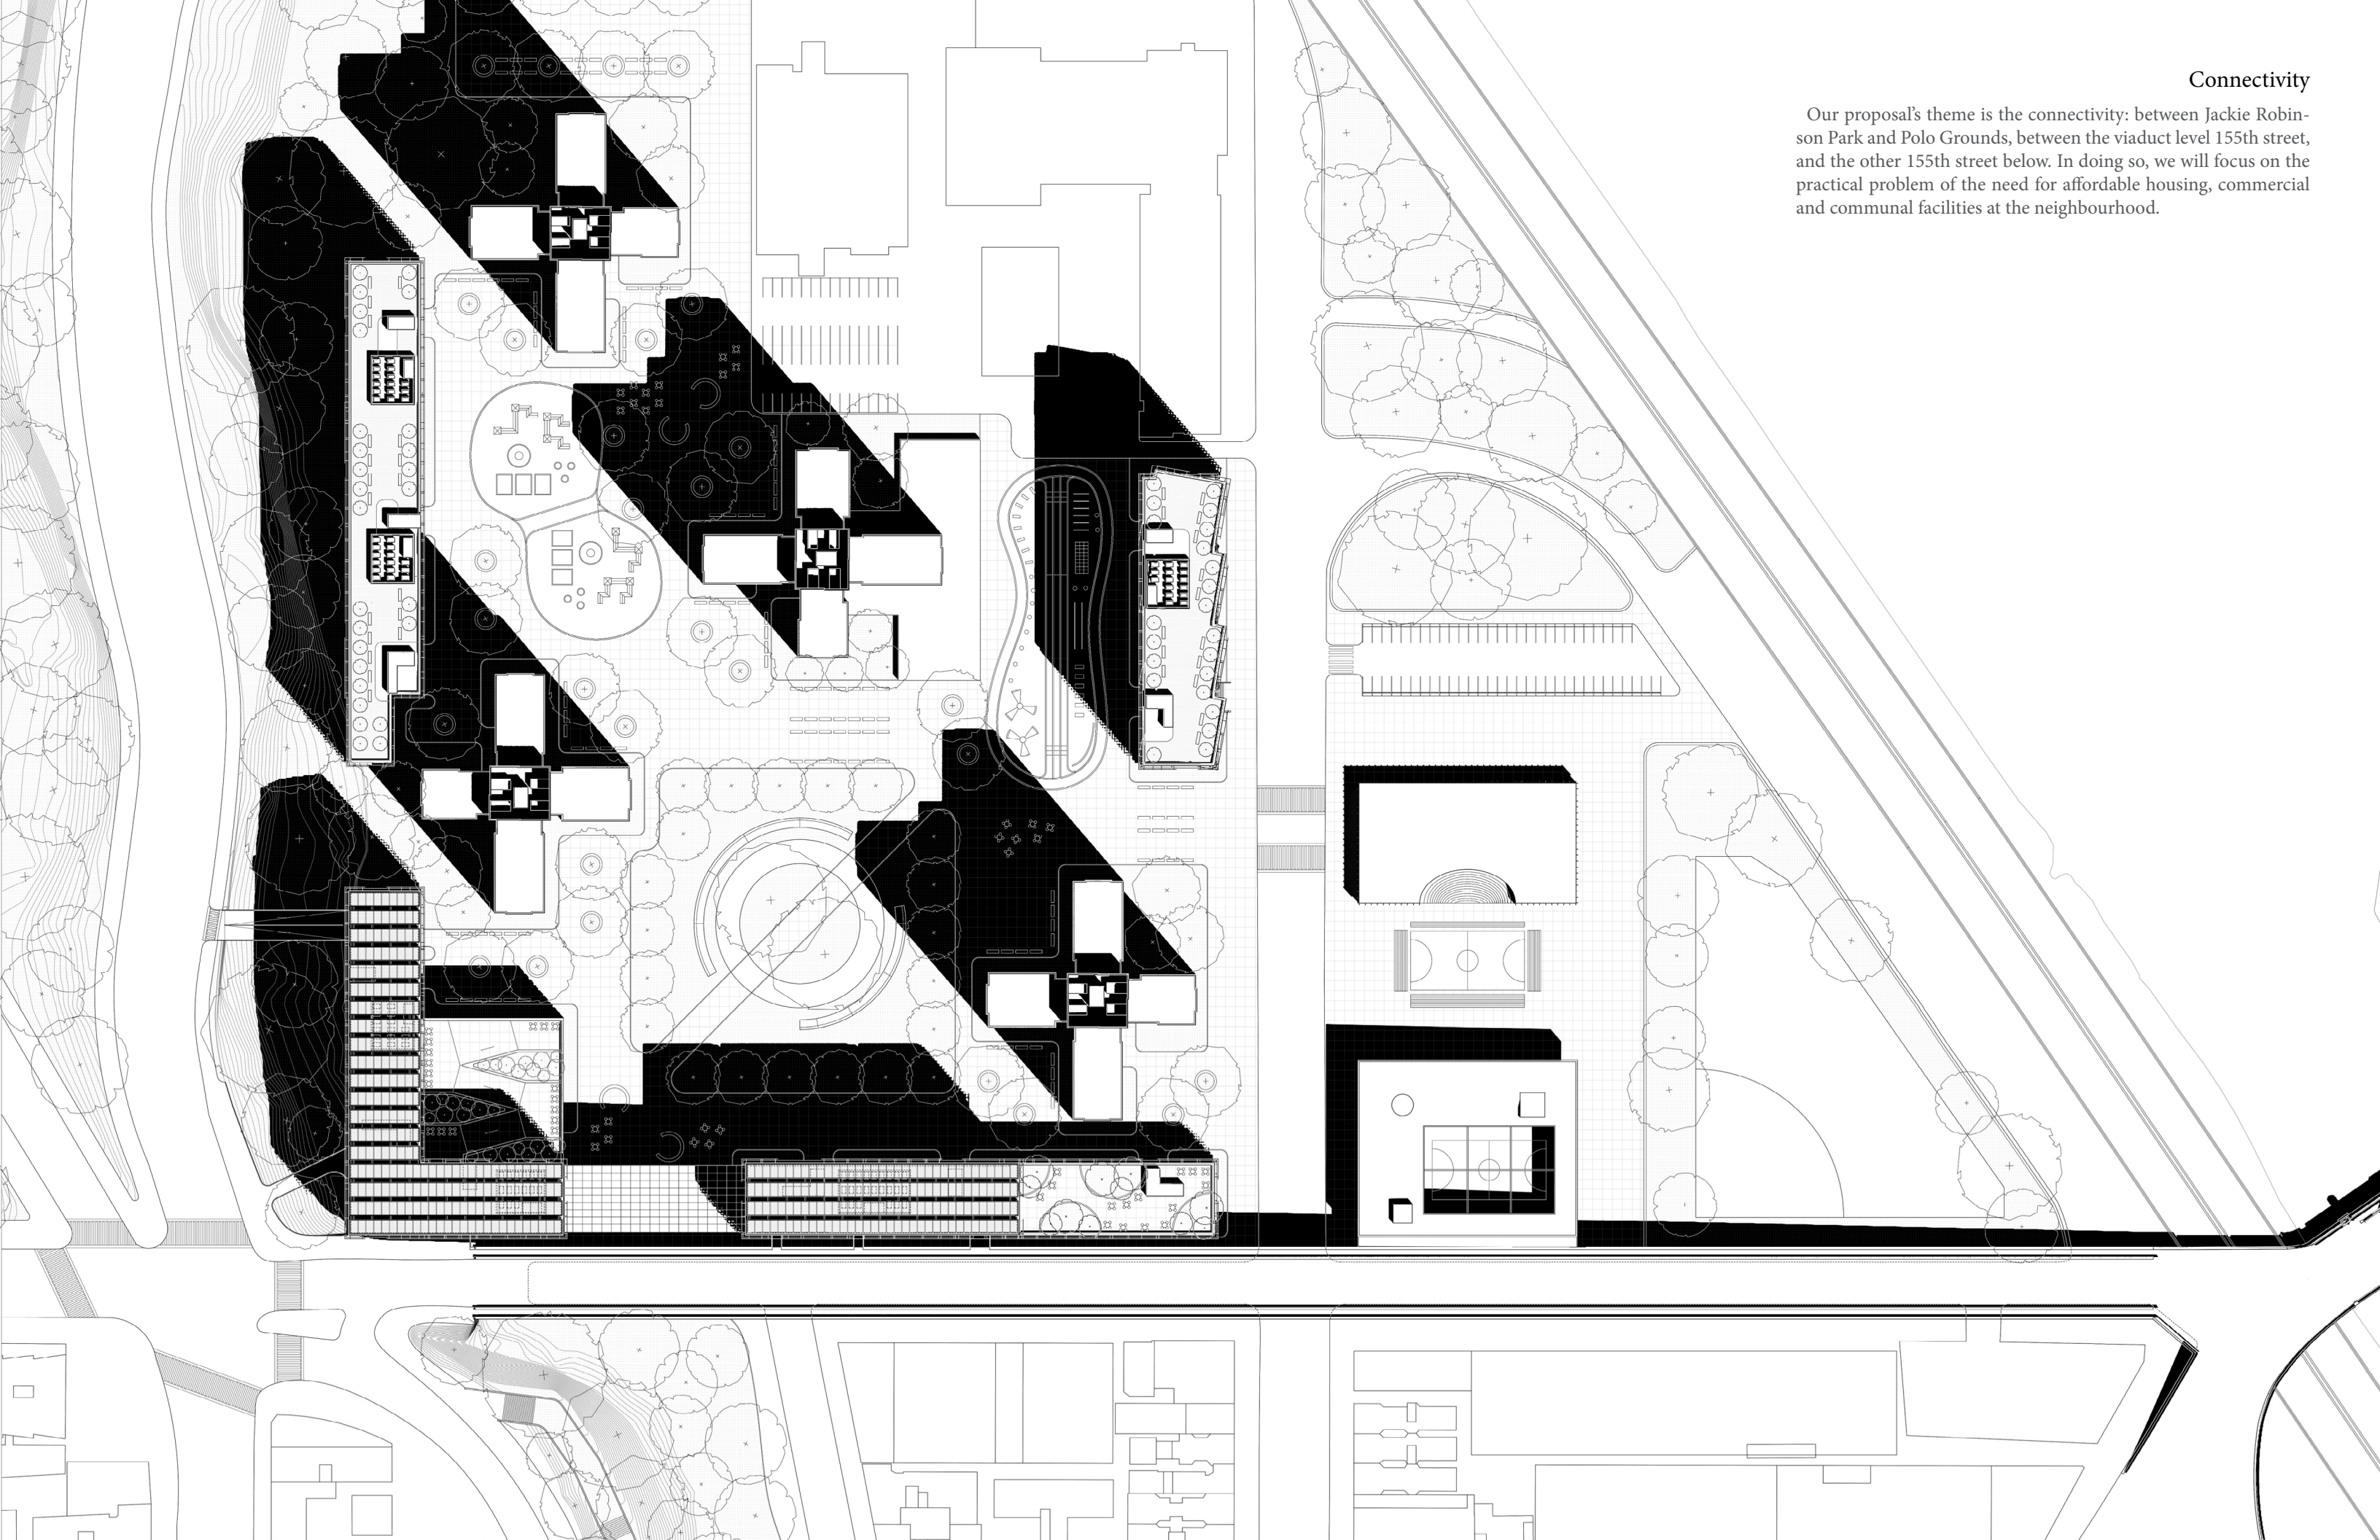 Connectivity
Our proposal’s theme is the connectivity: between Jackie Robin-
son Park and Polo Grounds, between the viaduct level 155th street,
and the other 155th street below. In doing so, we will focus on the
practical problem of the need for affordable housing, commercial
and communal facilities at the neighbourhood.